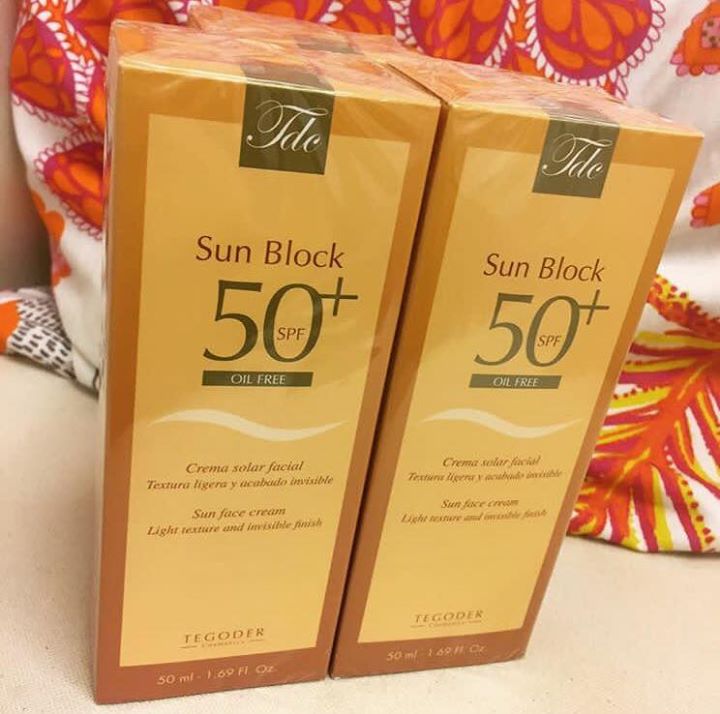 Tdc
Sun Block
50+
SPF
OIL FREE
Crema solar facial
Textura ligera y acabado invisible
Sun face cream
Light texture and invisible finish
TEGODER
COSMETICS
50 ml - 1.69 Fl. Oz.
Tdc
Sun Block
50+
SPF
OIL FREE
Crema solar facial
Textura ligera y acabado invisible
Sun face cream
Light texture and invisible finish
TEGODER
COSMETICS
50 ml - 1.69 Fl. Oz.